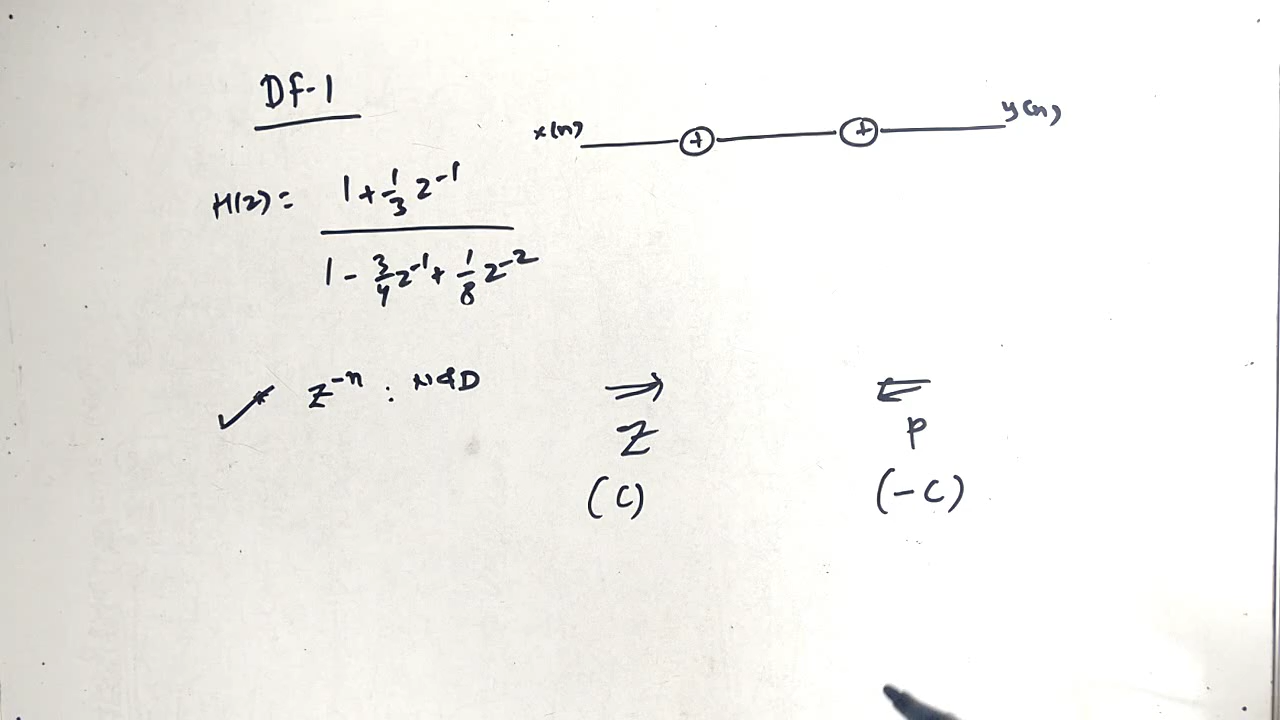 Df-1
x(n) + + y(n)
H(z) = 1 + 1/3 z^-1
1 - 3/4 z^-1 + 1/8 z^-2
✓ * z^-n : N&D ⇒ ⇐
Z P
(C) (-C)